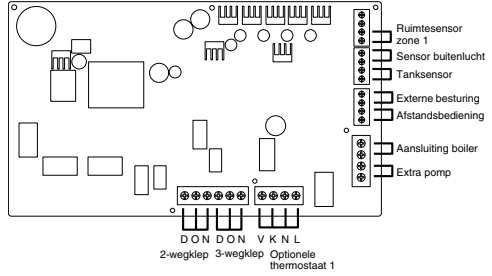 Ruimtesensor
zone 1
Sensor buitenlucht
Tanksensor
Externe besturing
Afstandsbediening
Aansluiting boiler
Extra pomp
D O N D O N V K N L
2-wegklep 3-wegklep Optionele
thermostaat 1